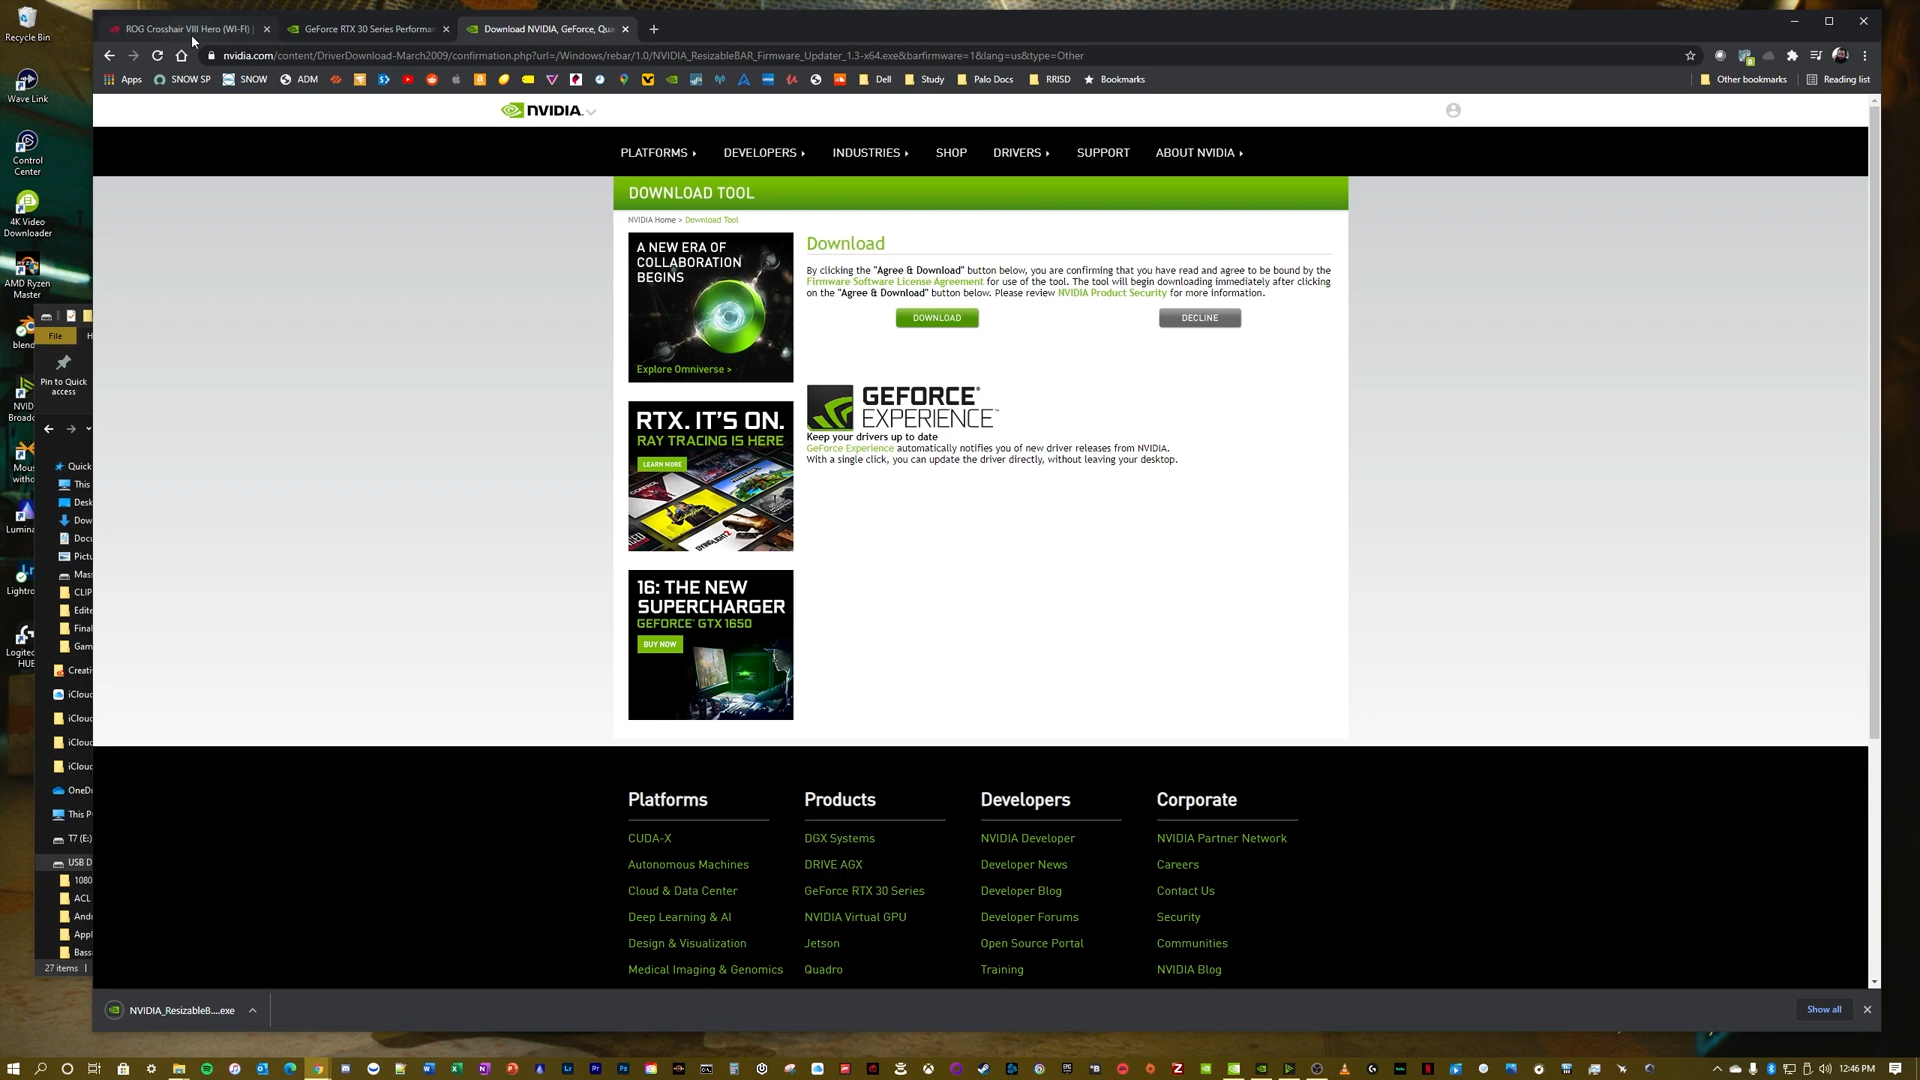 Recycle Bin
Wave Link
Control
Center
4K Video
Downloader
AMD Ryzen
Master
ROG Crosshair VIII Hero (WI-FI) |
GeForce RTX 30 Series Performa
Download NVIDIA, GeForce, Qua
nvidia.com/content/DriverDownload-March2009/confirmation.php?url=/Windows/rebar/1.0/NVIDIA_ResizableBAR_Firmware_Updater_1.3-x64.exe&barfirmware=1&lang=us&type=Other
Apps
SNOW SP
SNOW
ADM
Dell
Study
Palo Docs
RRISD
Bookmarks
Other bookmarks
Reading list
NVIDIA.
PLATFORMS
DEVELOPERS
INDUSTRIES
SHOP
DRIVERS
SUPPORT
ABOUT NVIDIA
DOWNLOAD TOOL
NVIDIA Home > Download Tool
A NEW ERA OF
COLLABORATION
BEGINS
Explore Omniverse >
RTX. IT'S ON.
RAY TRACING IS HERE
LEARN MORE
CONTROL
DYING LIGHT 2
16: THE NEW
SUPERCHARGER
GEFORCE® GTX 1650
BUY NOW
Download
By clicking the "Agree & Download" button below, you are confirming that you have read and agree to be bound by the
Firmware Software License Agreement for use of the tool. The tool will begin downloading immediately after clicking
on the "Agree & Download" button below. Please review NVIDIA Product Security for more information.
DOWNLOAD
DECLINE
GEFORCE®
EXPERIENCE™
Keep your drivers up to date
GeForce Experience automatically notifies you of new driver releases from NVIDIA.
With a single click, you can update the driver directly, without leaving your desktop.
File
H
Pin to Quick
access
blend
NVID
Broadc
Mous
witho
Lumina
Lightro
Logitec
HUB
Quick
This
Desk
Dow
Docu
Pictu
Mass
CLIP
Edite
Final
Gam
Creati
iCloud
iCloud
iCloud
iCloud
OneDr
This P
T7 (E:)
USB D
1080
ACL
Andr
Appl
Bass
27 items
Platforms
CUDA-X
Autonomous Machines
Cloud & Data Center
Deep Learning & AI
Design & Visualization
Medical Imaging & Genomics
Products
DGX Systems
DRIVE AGX
GeForce RTX 30 Series
NVIDIA Virtual GPU
Jetson
Quadro
Developers
NVIDIA Developer
Developer News
Developer Blog
Developer Forums
Open Source Portal
Training
Corporate
NVIDIA Partner Network
Careers
Contact Us
Security
Communities
NVIDIA Blog
NVIDIA_ResizableB....exe
Show all
12:46 PM